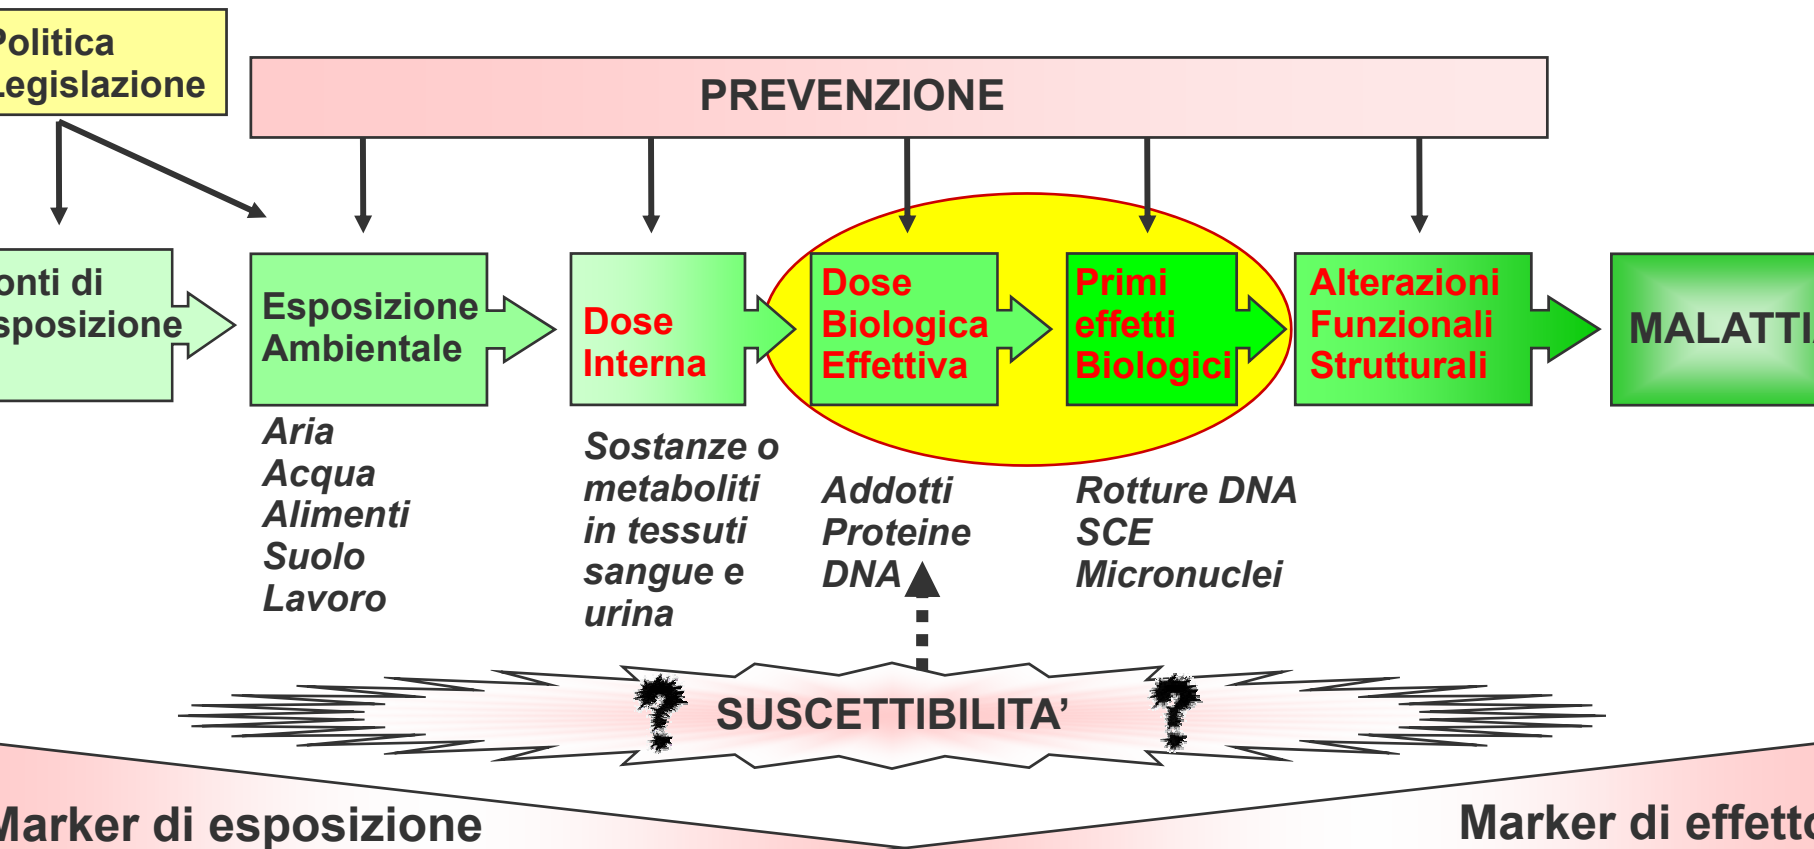 Politica
Legislazione
PREVENZIONE
onti di
sposizione
Esposizione
Ambientale
Dose
Interna
Dose
Biologica
Effettiva
Primi
effetti
Biologici
Alterazioni
Funzionali
Strutturali
MALATTIA
Aria
Acqua
Alimenti
Suolo
Lavoro
Sostanze o
metaboliti
in tessuti
sangue e
urina
Addotti
Proteine
DNA
Rotture DNA
SCE
Micronuclei
? SUSCETTIBILITA’ ?
Marker di esposizione
Marker di effetto